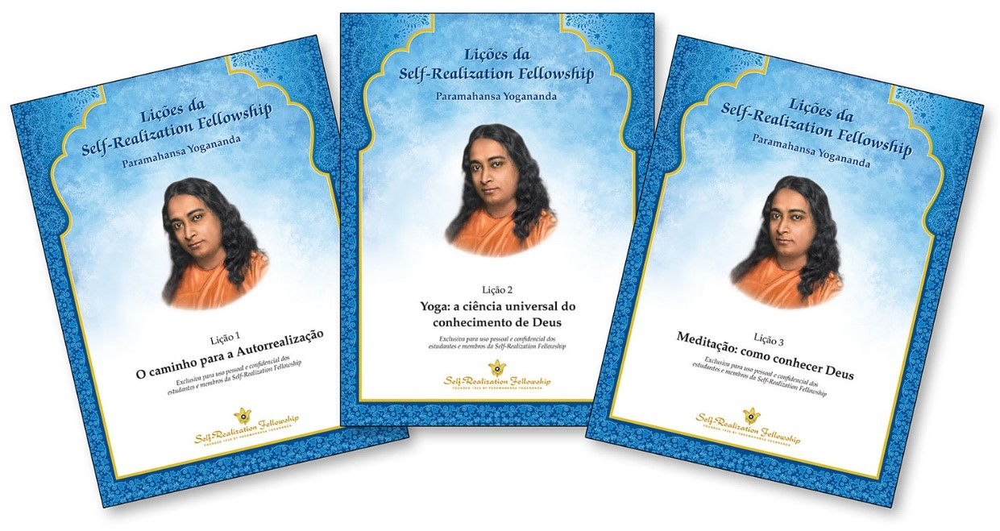 Lições da
Self-Realization Fellowship
Paramahansa Yogananda
Lição 1
O caminho para a Autorrealização
Exclusiva para uso pessoal e confidencial dos
estudantes e membros da Self-Realization Fellowship
Self-Realization Fellowship
FOUNDED 1920 BY PARAMAHANSA YOGANANDA
Lições da
Self-Realization Fellowship
Paramahansa Yogananda
Lição 2
Yoga: a ciência universal do
conhecimento de Deus
Exclusiva para uso pessoal e confidencial dos
estudantes e membros da Self-Realization Fellowship
Self-Realization Fellowship
FOUNDED 1920 BY PARAMAHANSA YOGANANDA
Lições da
Self-Realization Fellowship
Paramahansa Yogananda
Lição 3
Meditação: como conhecer Deus
Exclusiva para uso pessoal e confidencial dos
estudantes e membros da Self-Realization Fellowship
Self-Realization Fellowship
FOUNDED 1920 BY PARAMAHANSA YOGANANDA